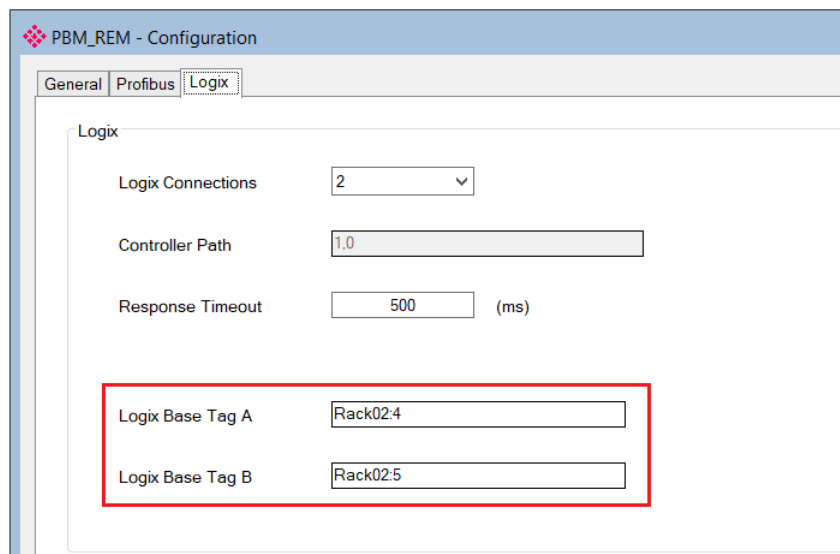 PBM_REM - Configuration
General Profibus Logix
Logix
Logix Connections 2
Controller Path 1,0
Response Timeout 500 (ms)
Logix Base Tag A Rack02:4
Logix Base Tag B Rack02:5